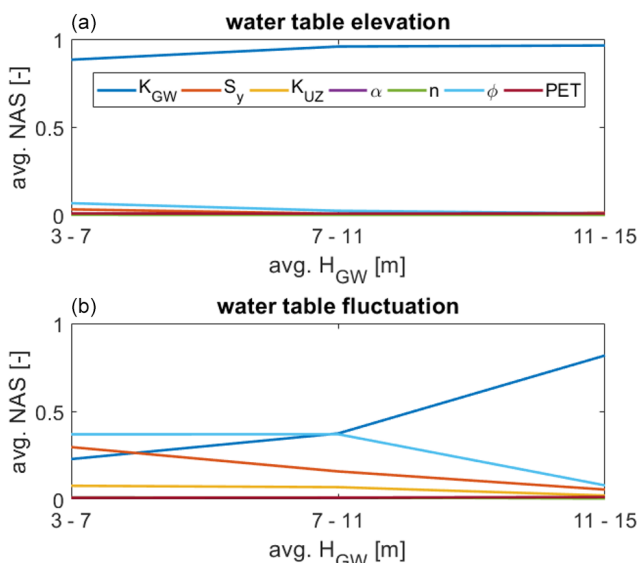 (a) water table elevation
1
K_GW S_y K_UZ α n ϕ PET
0.5
avg. NAS [-]
0
3 - 7 7 - 11 11 - 15
avg. H_GW [m]
(b) water table fluctuation
1
0.5
avg. NAS [-]
0
3 - 7 7 - 11 11 - 15
avg. H_GW [m]